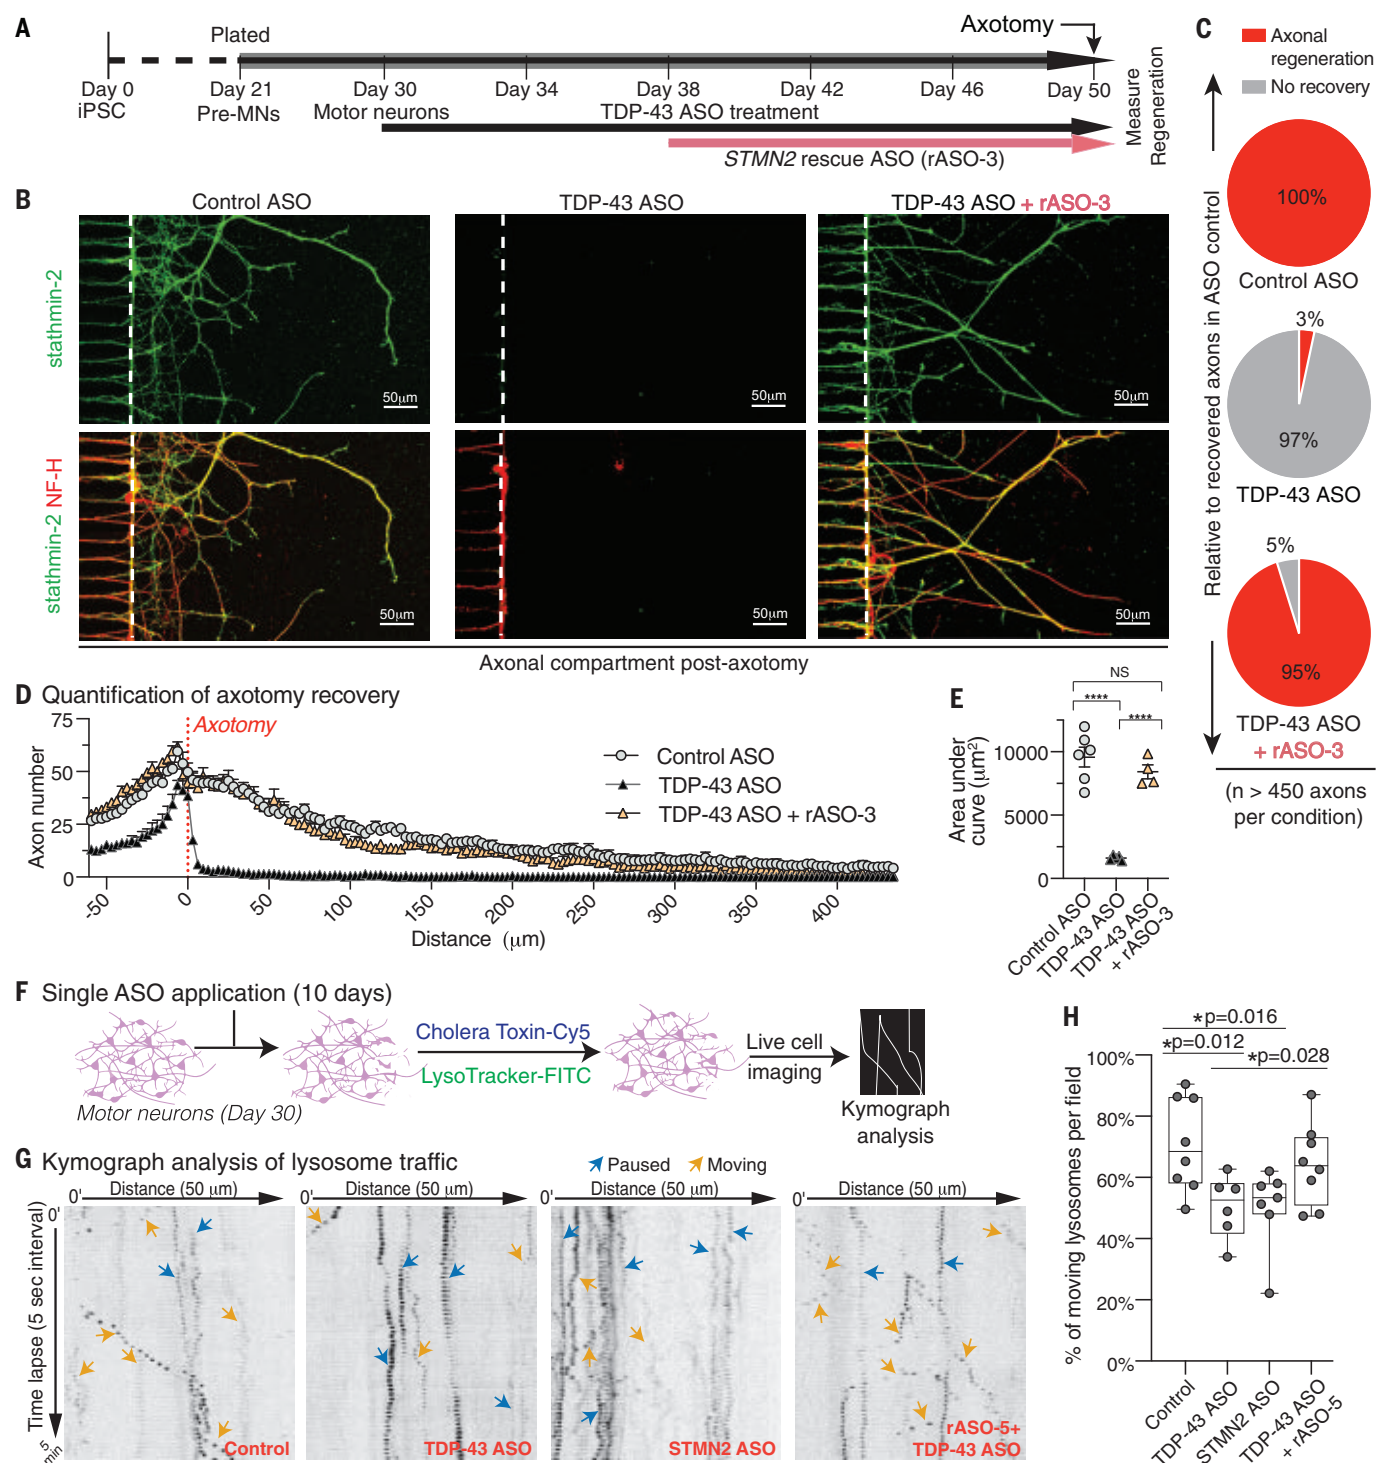 A
Axotomy
Plated
Day 0
iPSC
Day 21
Pre-MNs
Day 30
Motor neurons
Day 34
Day 38
Day 42
Day 46
Day 50
TDP-43 ASO treatment
STMN2 rescue ASO (rASO-3)
Measure
Regeneration
B
Control ASO
TDP-43 ASO
TDP-43 ASO + rASO-3
stathmin-2
50μm
50μm
50μm
stathmin-2 NF-H
50μm
50μm
50μm
Axonal compartment post-axotomy
C
Axonal
regeneration
No recovery
Relative to recovered axons in ASO control
100%
Control ASO
3%
97%
TDP-43 ASO
5%
95%
TDP-43 ASO
+ rASO-3
(n > 450 axons
per condition)
D Quantification of axotomy recovery
Axotomy
Axon number
75
50
25
0
-50
0
50
100
150
200
250
300
350
400
Distance (μm)
Control ASO
TDP-43 ASO
TDP-43 ASO + rASO-3
E
NS
****
****
Area under
curve (μm²)
10000
5000
0
Control ASO
TDP-43 ASO
TDP-43 ASO
+ rASO-3
F Single ASO application (10 days)
Motor neurons (Day 30)
Cholera Toxin-Cy5
LysoTracker-FITC
Live cell
imaging
Kymograph
analysis
G Kymograph analysis of lysosome traffic
Paused
Moving
0'
Distance (50 μm)
0'
Distance (50 μm)
0'
Distance (50 μm)
0'
Distance (50 μm)
0'
Time lapse (5 sec interval)
5
min
Control
TDP-43 ASO
STMN2 ASO
rASO-5+
TDP-43 ASO
H
*p=0.016
*p=0.012
*p=0.028
% of moving lysosomes per field
100%
80%
60%
40%
20%
0%
Control
TDP-43 ASO
STMN2 ASO
TDP-43 ASO
+ rASO-5